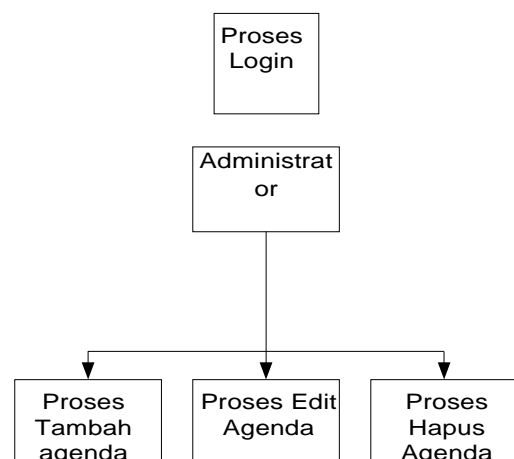 Proses
Login
Administrat
or
Proses
Tambah
agenda
Proses Edit
Agenda
Proses
Hapus
Agenda